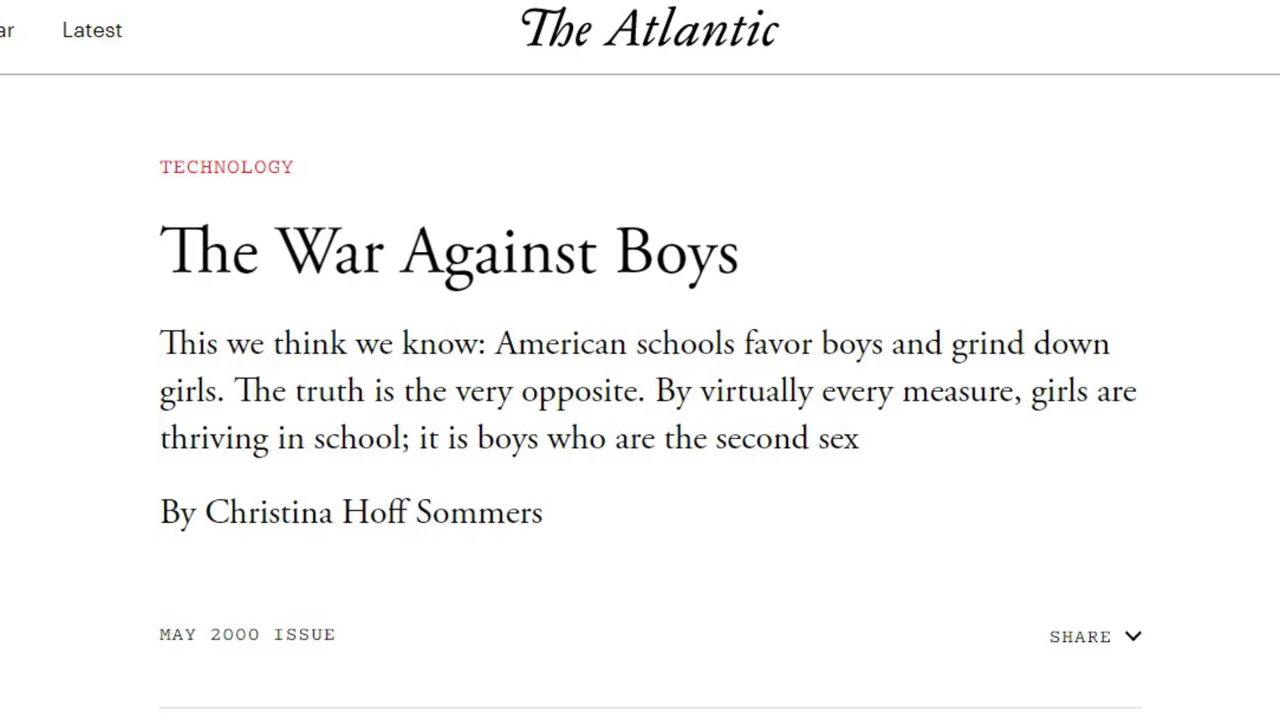 ar Latest The Atlantic
TECHNOLOGY
The War Against Boys
This we think we know: American schools favor boys and grind down
girls. The truth is the very opposite. By virtually every measure, girls are
thriving in school; it is boys who are the second sex
By Christina Hoff Sommers
MAY 2000 ISSUE SHARE